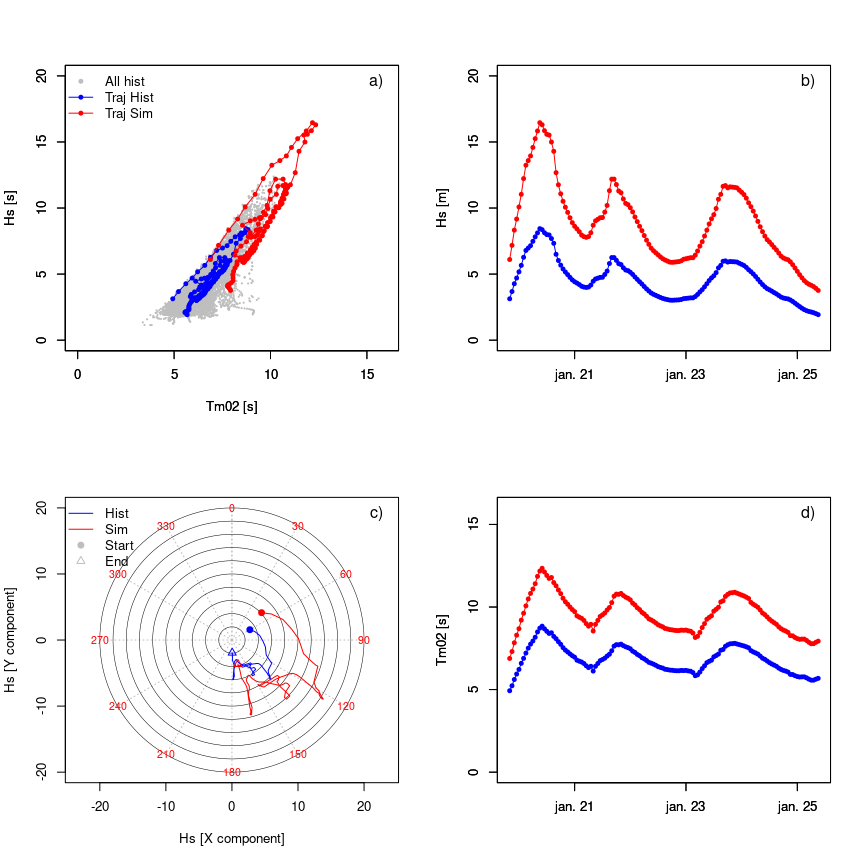 All hist
Traj Hist
Traj Sim
a)
20
15
10
5
0
Hs [s]
0 5 10 15
Tm02 [s]
b)
20
15
10
5
0
Hs [m]
jan. 21 jan. 23 jan. 25
Hist
Sim
Start
End
c)
20
10
0
-10
-20
Hs [Y component]
0
30
60
90
120
150
180
210
240
270
300
330
-20 -10 0 10 20
Hs [X component]
d)
15
10
5
0
Tm02 [s]
jan. 21 jan. 23 jan. 25